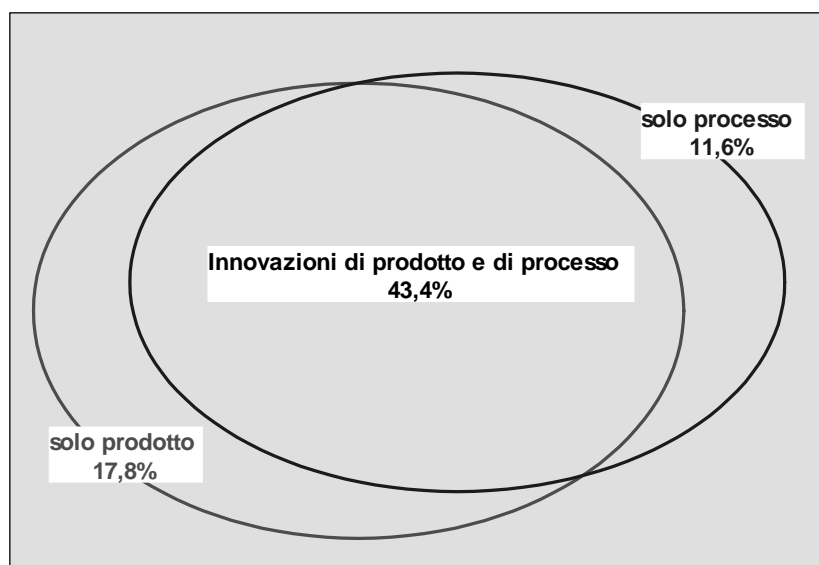 solo processo
11,6%
Innovazioni di prodotto e di processo
43,4%
solo prodotto
17,8%